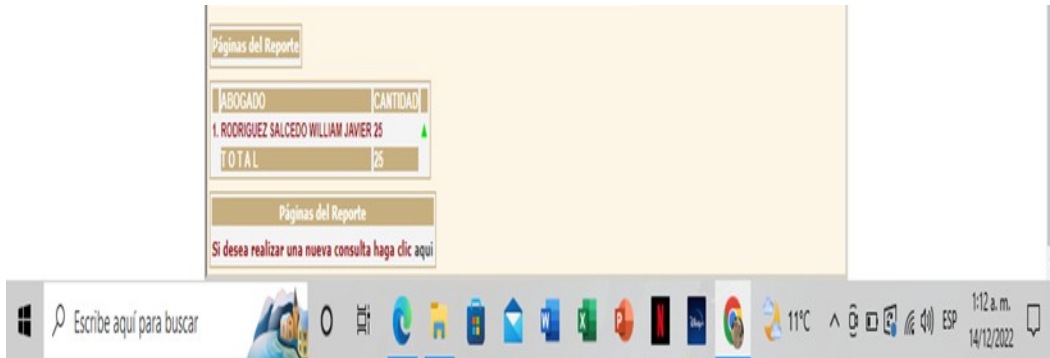 Páginas del Reporte
ABOGADO CANTIDAD
1. RODRIGUEZ SALCEDO WILLIAM JAVIER 25
TOTAL 25
Páginas del Reporte
Si desea realizar una nueva consulta haga clic aqui
Escribe aquí para buscar
11°C
ESP
1:12 a. m.
14/12/2022